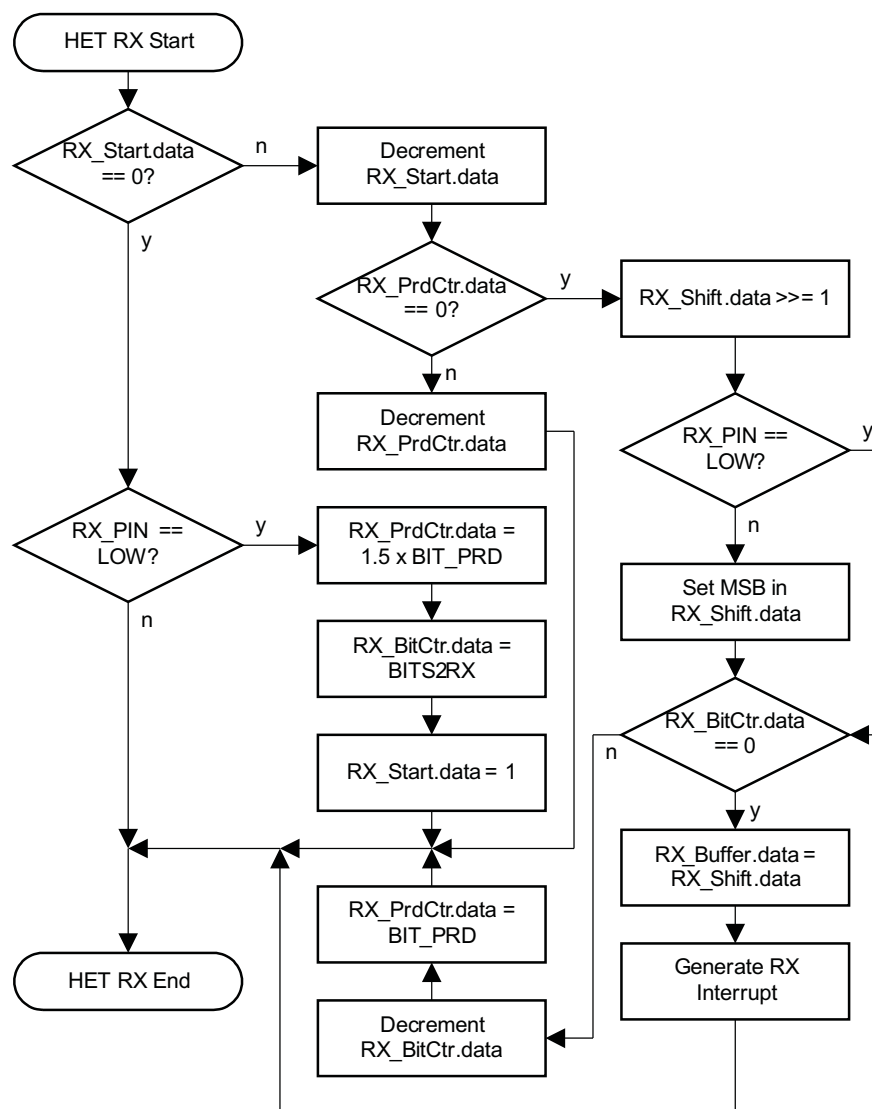 HET RX Start
RX_Start.data
== 0?
n
y
Decrement
RX_Start.data
RX_PrdCtr.data
== 0?
y
n
RX_Shift.data >>= 1
Decrement
RX_PrdCtr.data
RX_PIN ==
LOW?
y
n
RX_PIN ==
LOW?
y
n
RX_PrdCtr.data =
1.5 x BIT_PRD
Set MSB in
RX_Shift.data
RX_BitCtr.data =
BITS2RX
RX_BitCtr.data
== 0
n
y
RX_Start.data = 1
RX_Buffer.data =
RX_Shift.data
RX_PrdCtr.data =
BIT_PRD
HET RX End
Generate RX
Interrupt
Decrement
RX_BitCtr.data